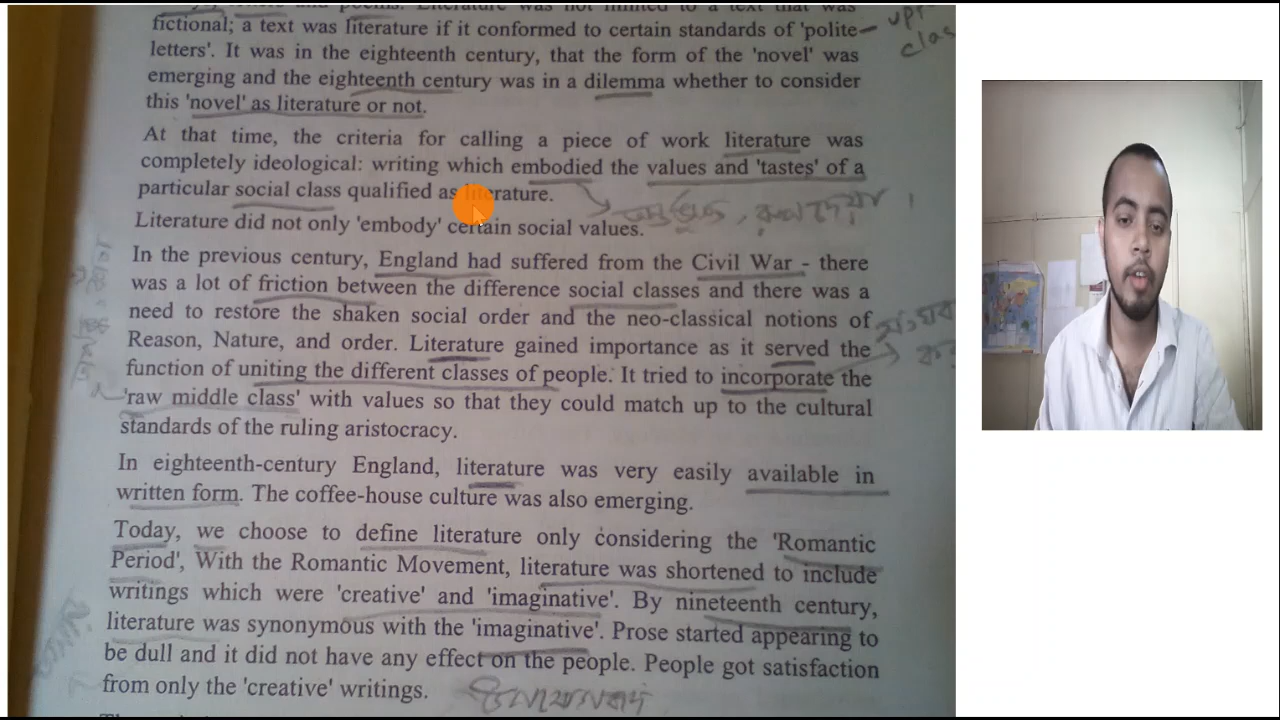 fictional; a text was literature if it conformed to certain standards of 'polite
letters'. It was in the eighteenth century, that the form of the 'novel' was
emerging and the eighteenth century was in a dilemma whether to consider
this 'novel' as literature or not.
At that time, the criteria for calling a piece of work literature was
completely ideological: writing which embodied the values and 'tastes' of a
particular social class qualified as literature.
Literature did not only 'embody' certain social values.
In the previous century, England had suffered from the Civil War - there
was a lot of friction between the difference social classes and there was a
need to restore the shaken social order and the neo-classical notions of
Reason, Nature, and order. Literature gained importance as it served the
function of uniting the different classes of people. It tried to incorporate the
'raw middle class' with values so that they could match up to the cultural
standards of the ruling aristocracy.
In eighteenth-century England, literature was very easily available in
written form. The coffee-house culture was also emerging.
Today, we choose to define literature only considering the 'Romantic
Period', With the Romantic Movement, literature was shortened to include
writings which were 'creative' and 'imaginative'. By nineteenth century,
literature was synonymous with the 'imaginative'. Prose started appearing to
be dull and it did not have any effect on the people. People got satisfaction
from only the 'creative' writings.